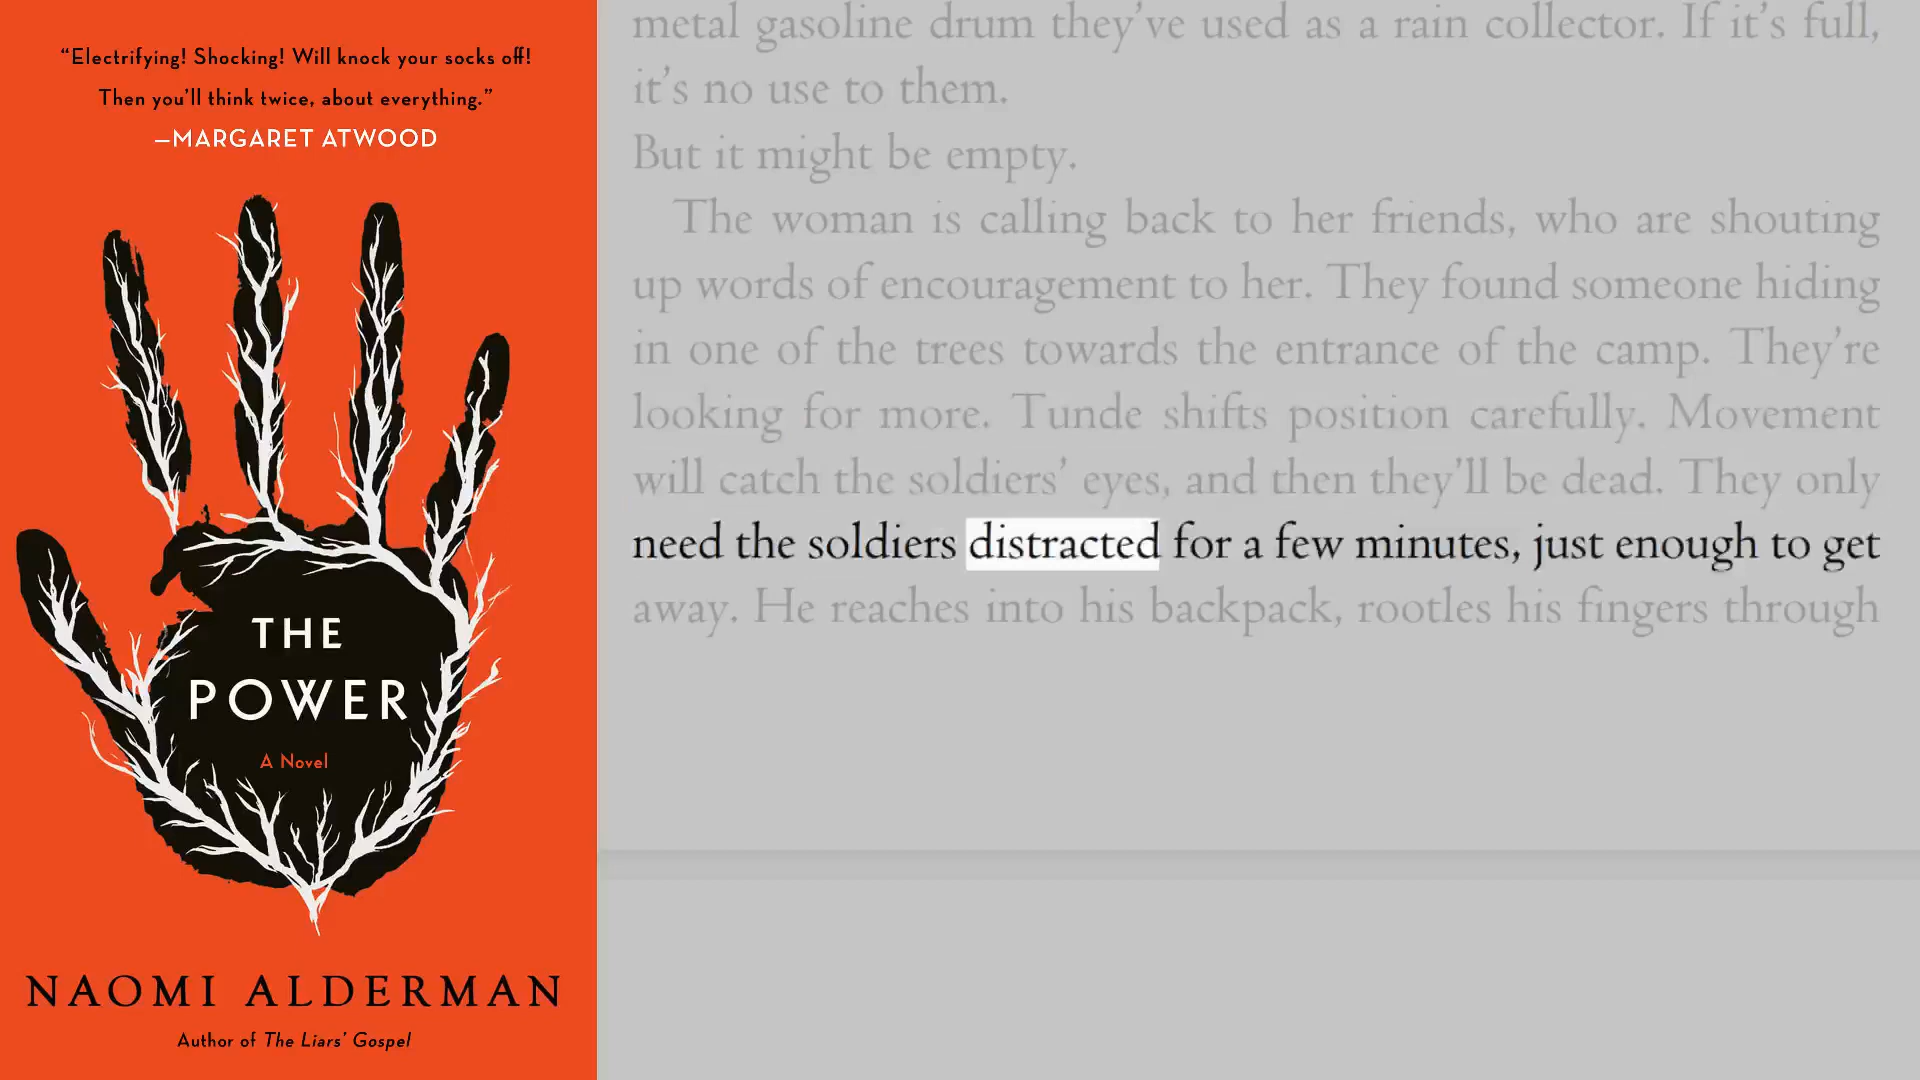 “Electrifying! Shocking! Will knock your socks off!
Then you’ll think twice, about everything.”
—MARGARET ATWOOD
THE
POWER
A Novel
NAOMI ALDERMAN
Author of The Liars’ Gospel
metal gasoline drum they’ve used as a rain collector. If it’s full,
it’s no use to them.
But it might be empty.
The woman is calling back to her friends, who are shouting
up words of encouragement to her. They found someone hiding
in one of the trees towards the entrance of the camp. They’re
looking for more. Tunde shifts position carefully. Movement
will catch the soldiers’ eyes, and then they’ll be dead. They only
need the soldiers distracted for a few minutes, just enough to get
away. He reaches into his backpack, rootles his fingers through